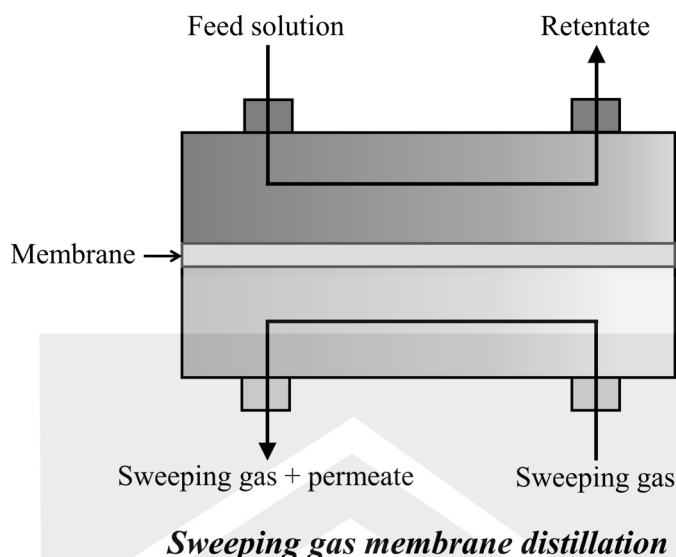 Feed solution
Retentate
Membrane
Sweeping gas + permeate
Sweeping gas
Sweeping gas membrane distillation